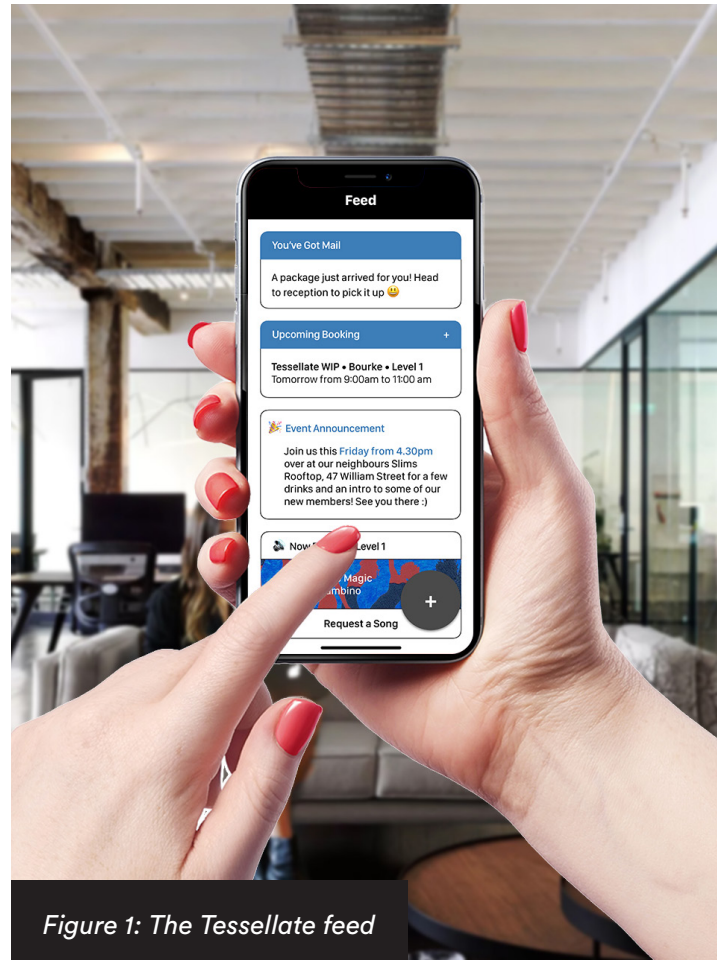 Feed
You've Got Mail
A package just arrived for you! Head
to reception to pick it up 😃
Upcoming Booking +
Tessellate WIP • Bourke • Level 1
Tomorrow from 9:00am to 11:00 am
🎉 Event Announcement
Join us this Friday from 4.30pm
over at our neighbours Slims
Rooftop, 47 William Street for a few
drinks and an intro to some of our
new members! See you there :)
🔊 Now Level 1
Magic
+
Request a Song
Figure 1: The Tessellate feed